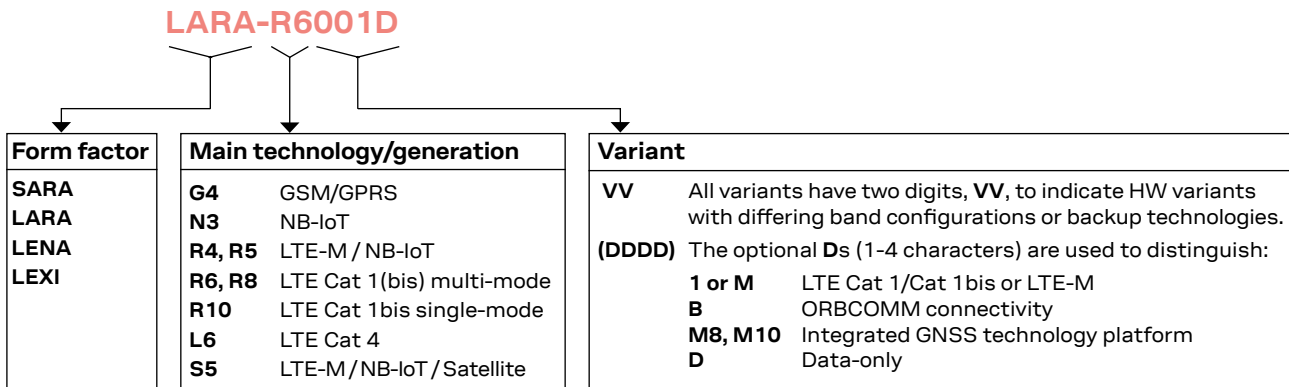 LARA-R6001D
Form factor
SARA
LARA
LENA
LEXI
Main technology/generation
G4 GSM/GPRS
N3 NB-IoT
R4, R5 LTE-M / NB-IoT
R6, R8 LTE Cat 1(bis) multi-mode
R10 LTE Cat 1bis single-mode
L6 LTE Cat 4
S5 LTE-M / NB-IoT / Satellite
Variant
VV All variants have two digits, VV, to indicate HW variants
with differing band configurations or backup technologies.
(DDDD) The optional Ds (1-4 characters) are used to distinguish:
1 or M LTE Cat 1/Cat 1bis or LTE-M
B ORBCOMM connectivity
M8, M10 Integrated GNSS technology platform
D Data-only